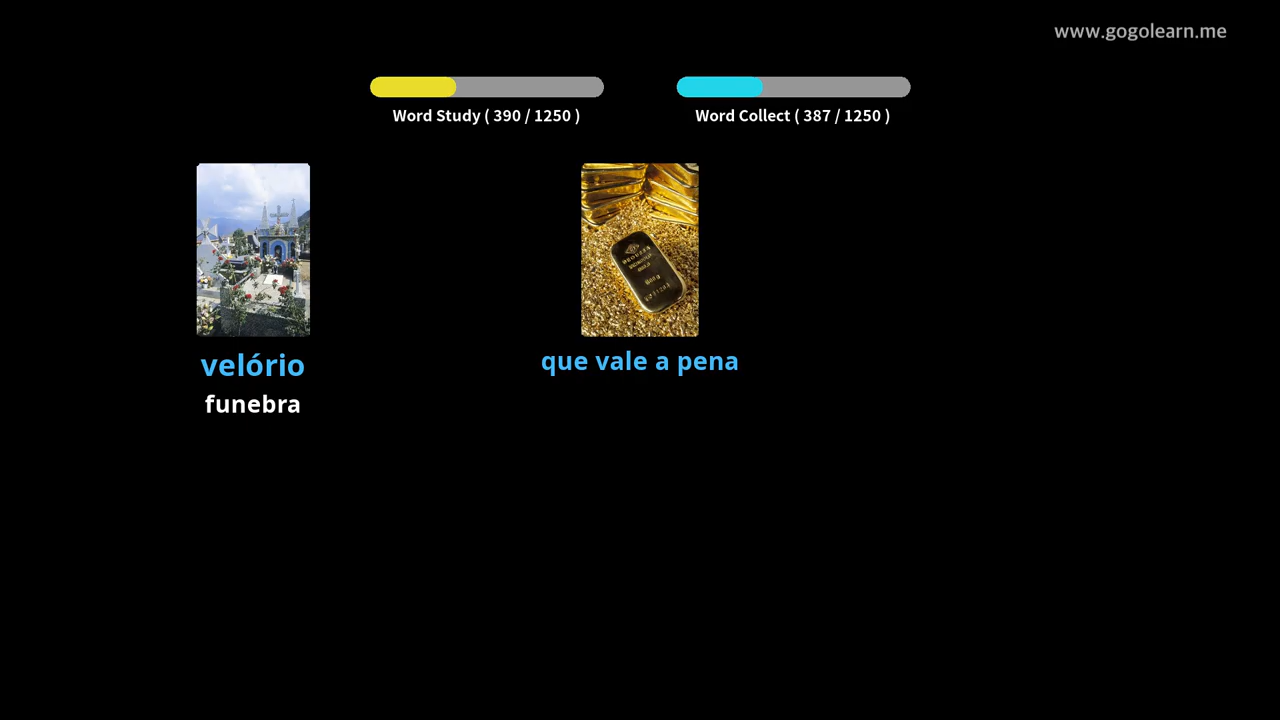 www.gogolearn.me
Word Study ( 390 / 1250 )
Word Collect ( 387 / 1250 )
velório
funebra
que vale a pena